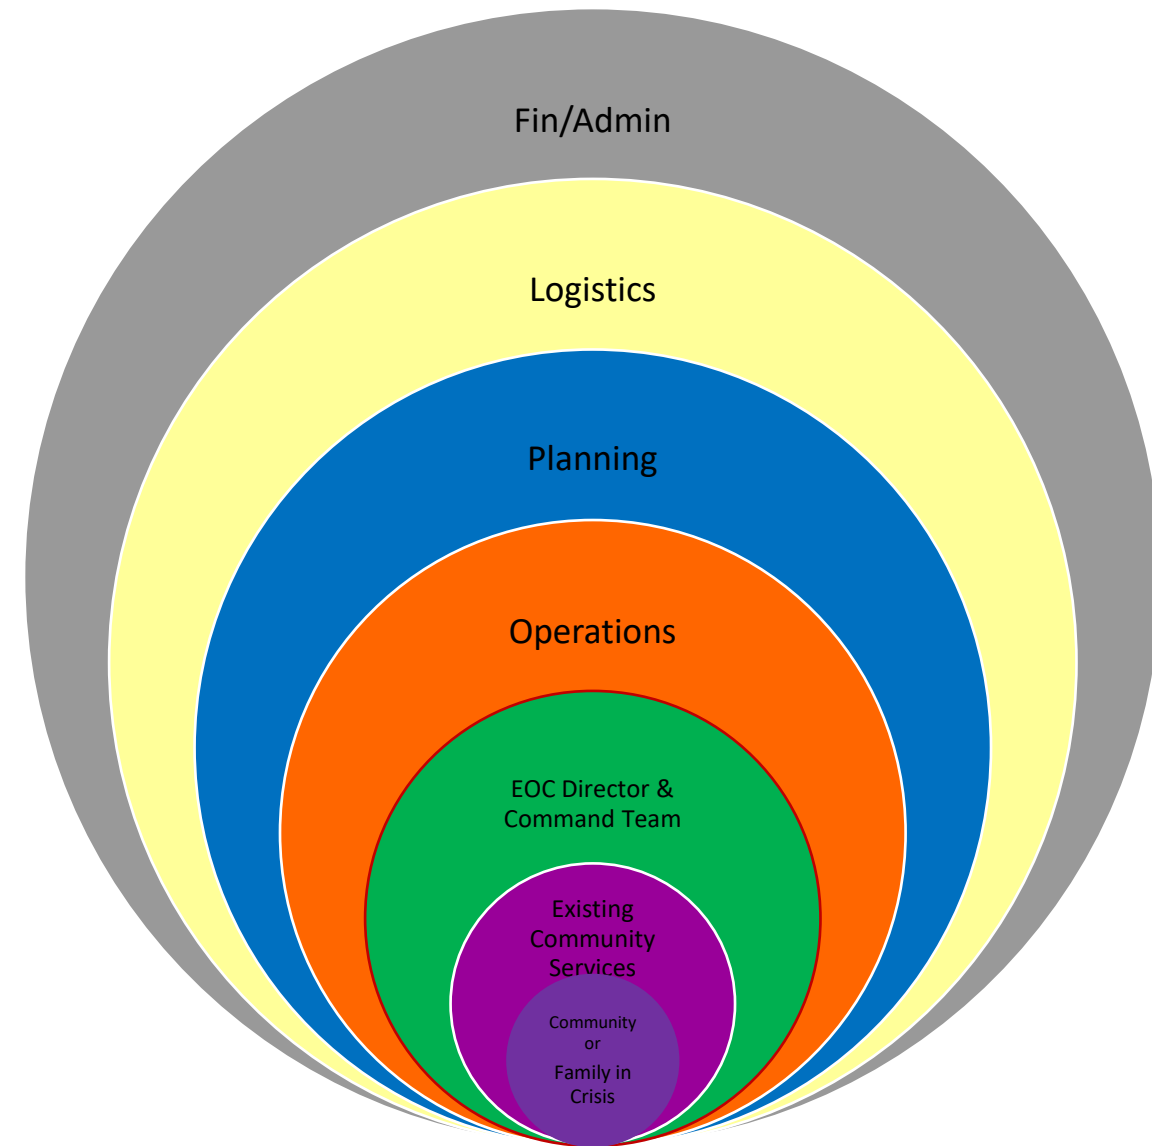 Fin/Admin
Logistics
Planning
Operations
EOC Director &
Command Team
Existing
Community
Services
Community
or
Family in
Crisis